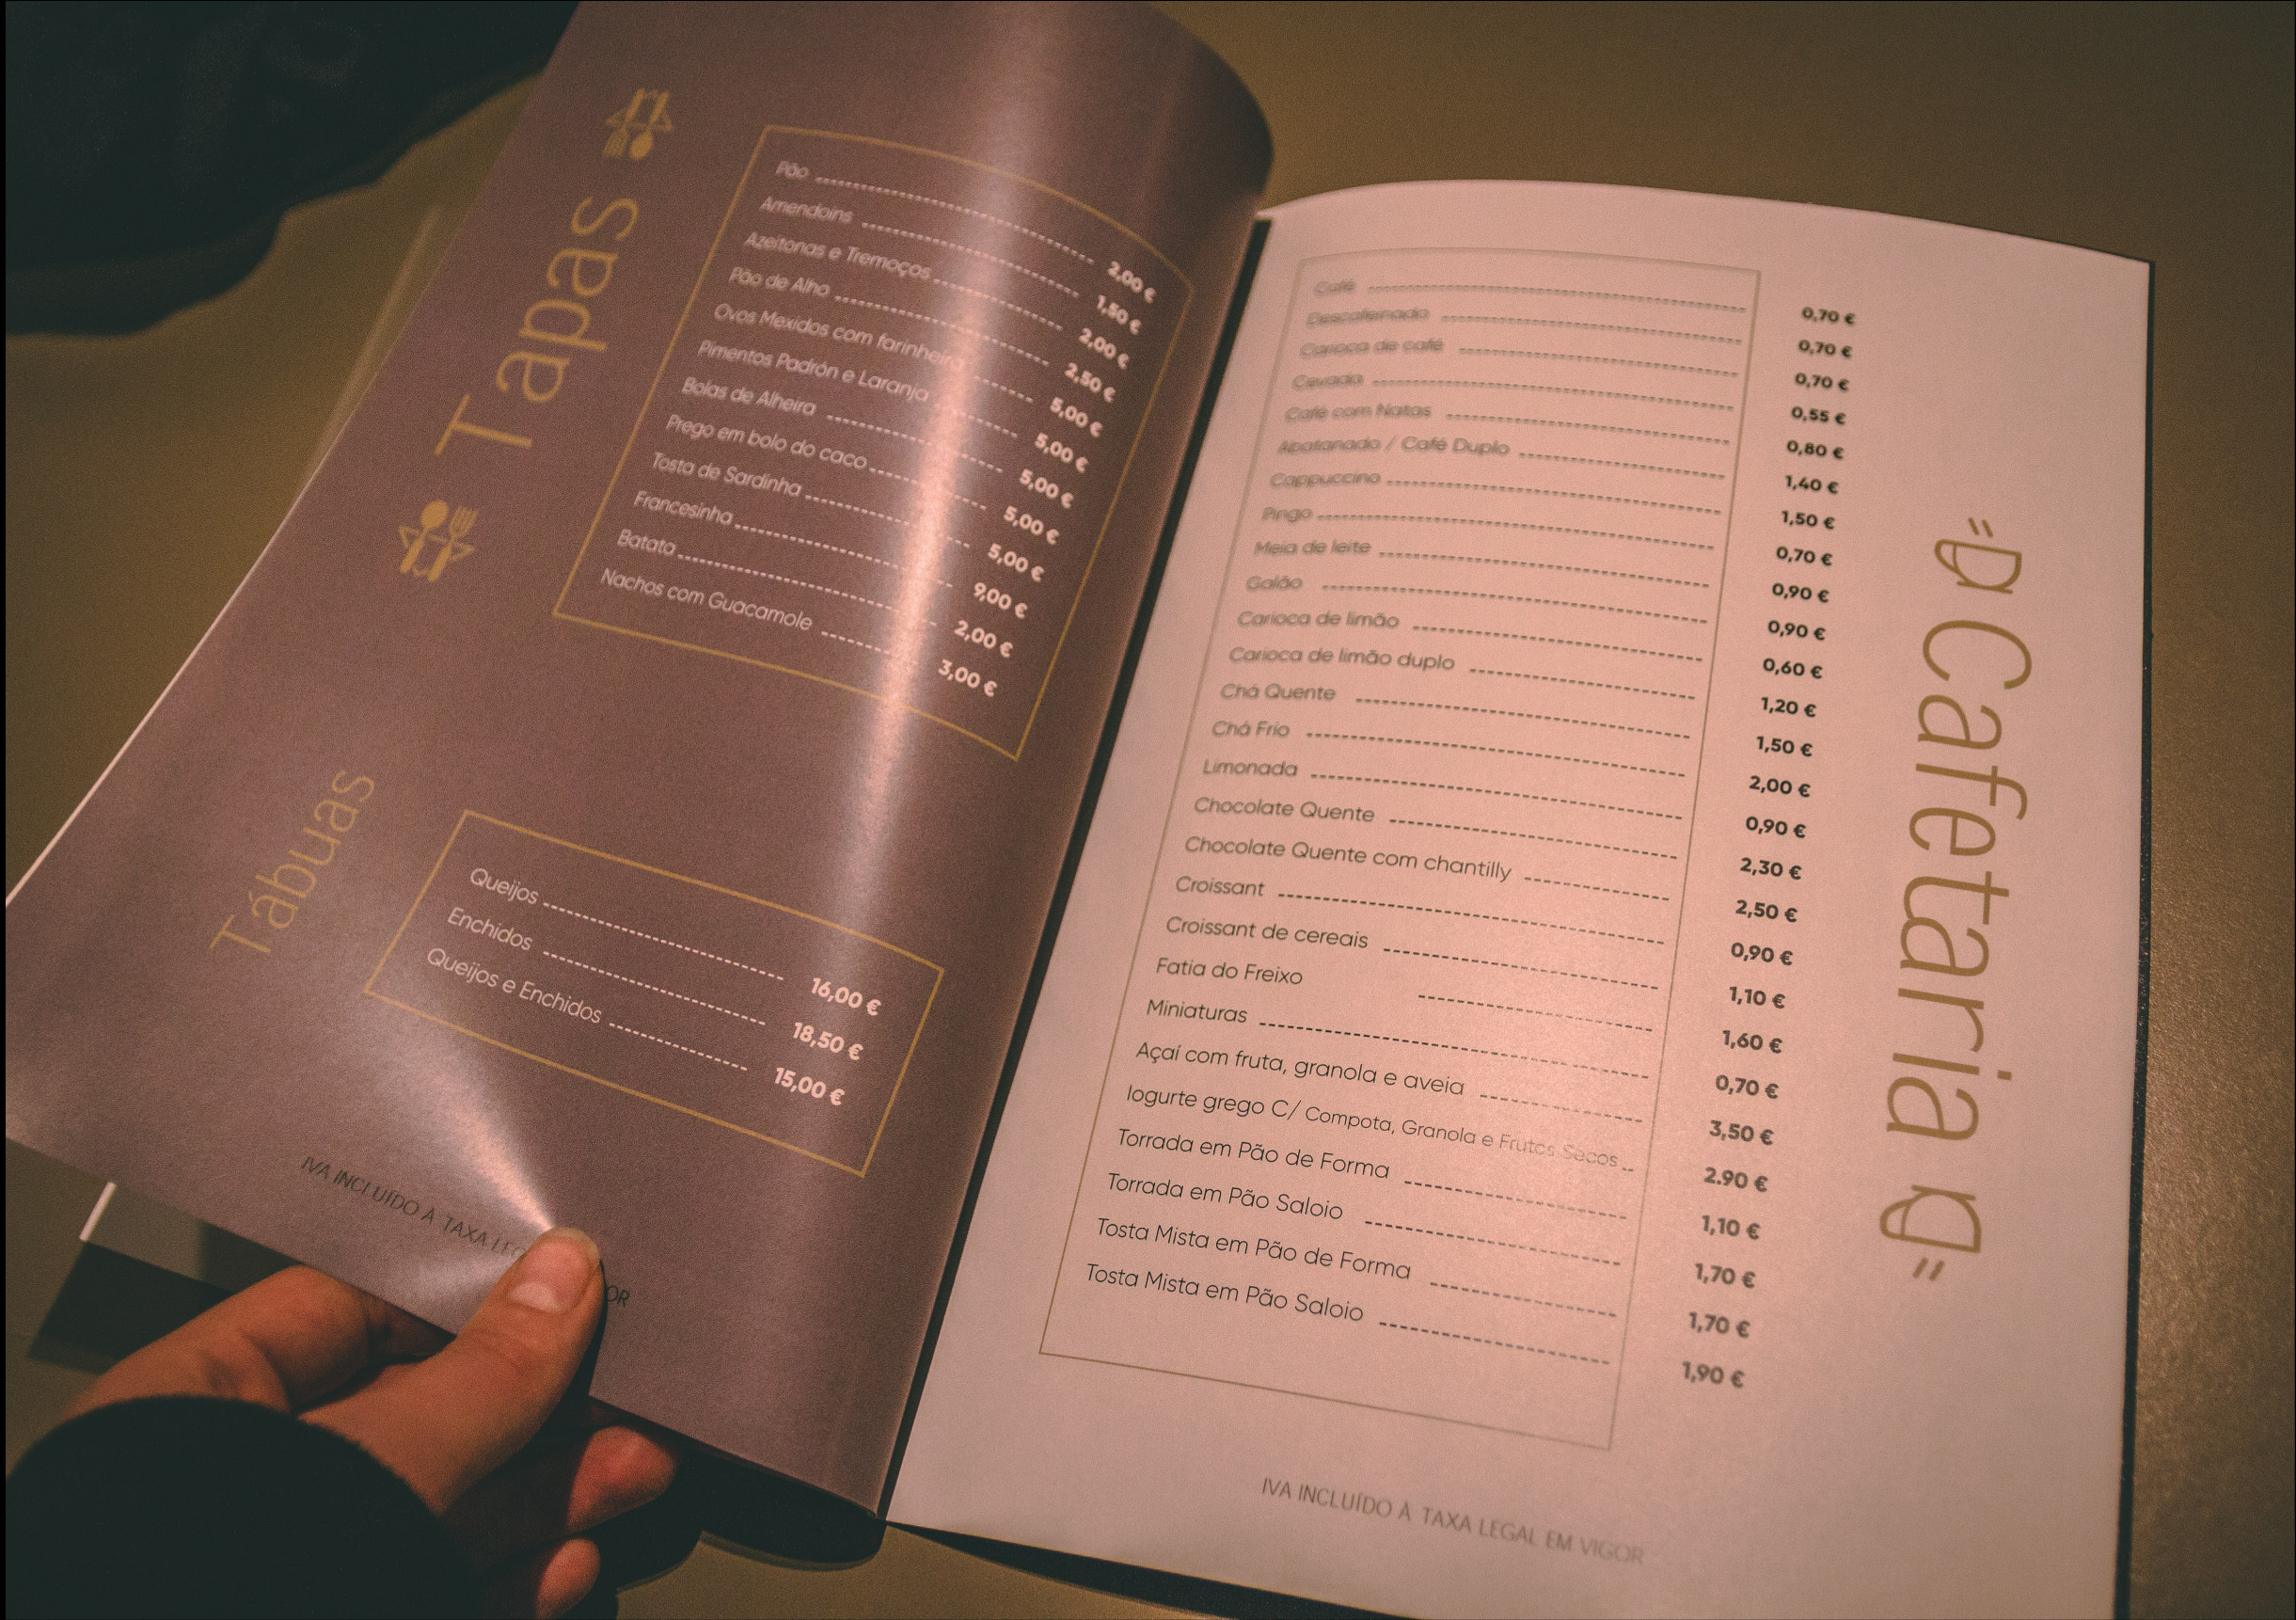 Tapas
Pão 2,00 €
Amendoins 1,50 €
Azeitonas e Tremoços 2,00 €
Pão de Alho 2,50 €
Ovos Mexidos com farinheira 5,00 €
Pimentos Padrón e Laranja 5,00 €
Bolas de Alheira 5,00 €
Prego em bolo do caco 5,00 €
Tosta de Sardinha 5,00 €
Francesinha 9,00 €
Batata 2,00 €
Nachos com Guacamole 3,00 €
Tábuas
Queijos 16,00 €
Enchidos 18,50 €
Queijos e Enchidos 15,00 €
IVA INCLUÍDO À TAXA
Cafetaria
Café 0,70 €
Descafeinado 0,70 €
Carioca de café 0,70 €
Cevada 0,55 €
Café com Natas 0,80 €
Abatanado / Café Duplo 1,40 €
Cappuccino 1,50 €
Pingo 0,70 €
Meia de leite 0,90 €
Galão 0,90 €
Carioca de limão 0,60 €
Carioca de limão duplo 1,20 €
Chá Quente 1,50 €
Chá Frio 2,00 €
Limonada 0,90 €
Chocolate Quente 2,30 €
Chocolate Quente com chantilly 2,50 €
Croissant 0,90 €
Croissant de cereais 1,10 €
Fatia do Freixo 1,60 €
Miniaturas 0,70 €
Açaí com fruta, granola e aveia 3,50 €
Iogurte grego C/ Compota, Granola e Frutos Secos 2.90 €
Torrada em Pão de Forma 1,10 €
Torrada em Pão Saloio 1,70 €
Tosta Mista em Pão de Forma 1,70 €
Tosta Mista em Pão Saloio 1,90 €
IVA INCLUÍDO À TAXA LEGAL EM VIGOR